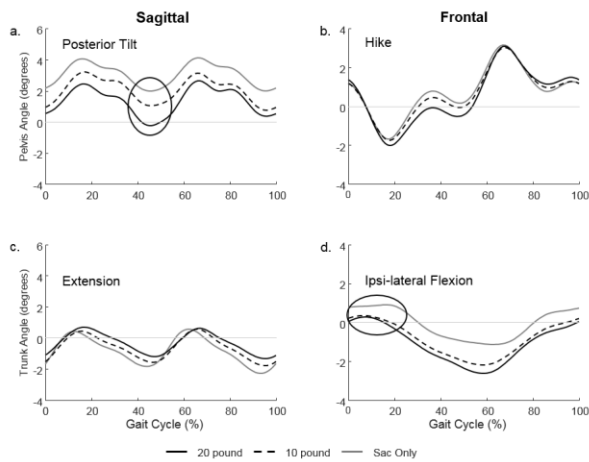 Sagittal
Frontal
a.
Posterior Tilt
6
4
2
0
-2
-4
Pelvis Angle (degrees)
0 20 40 60 80 100
b.
Hike
4
2
0
-2
-4
0 20 40 60 80 100
c.
Extension
6
4
2
0
-2
-4
Trunk Angle (degrees)
0 20 40 60 80 100
Gait Cycle (%)
d.
Ipsi-lateral Flexion
4
2
0
-2
-4
0 20 40 60 80 100
Gait Cycle (%)
20 pound 10 pound Sac Only